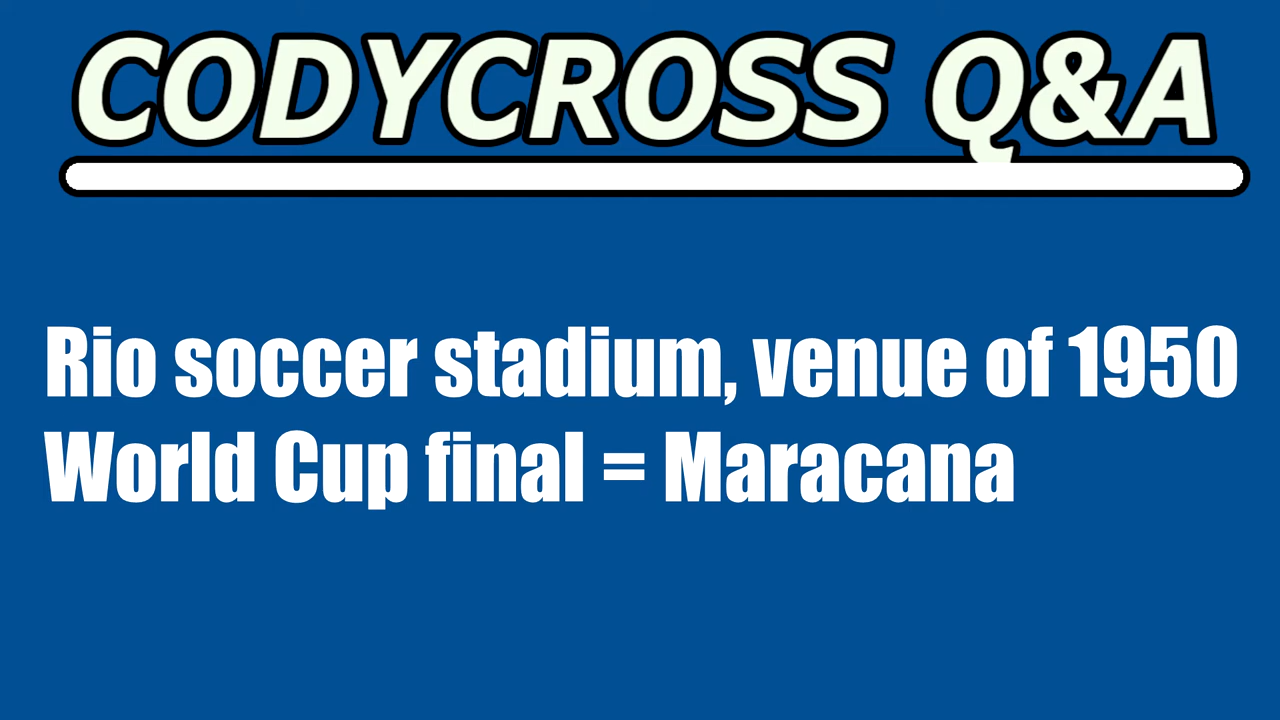 CODYCROSS Q&A
Rio soccer stadium, venue of 1950
World Cup final = Maracana